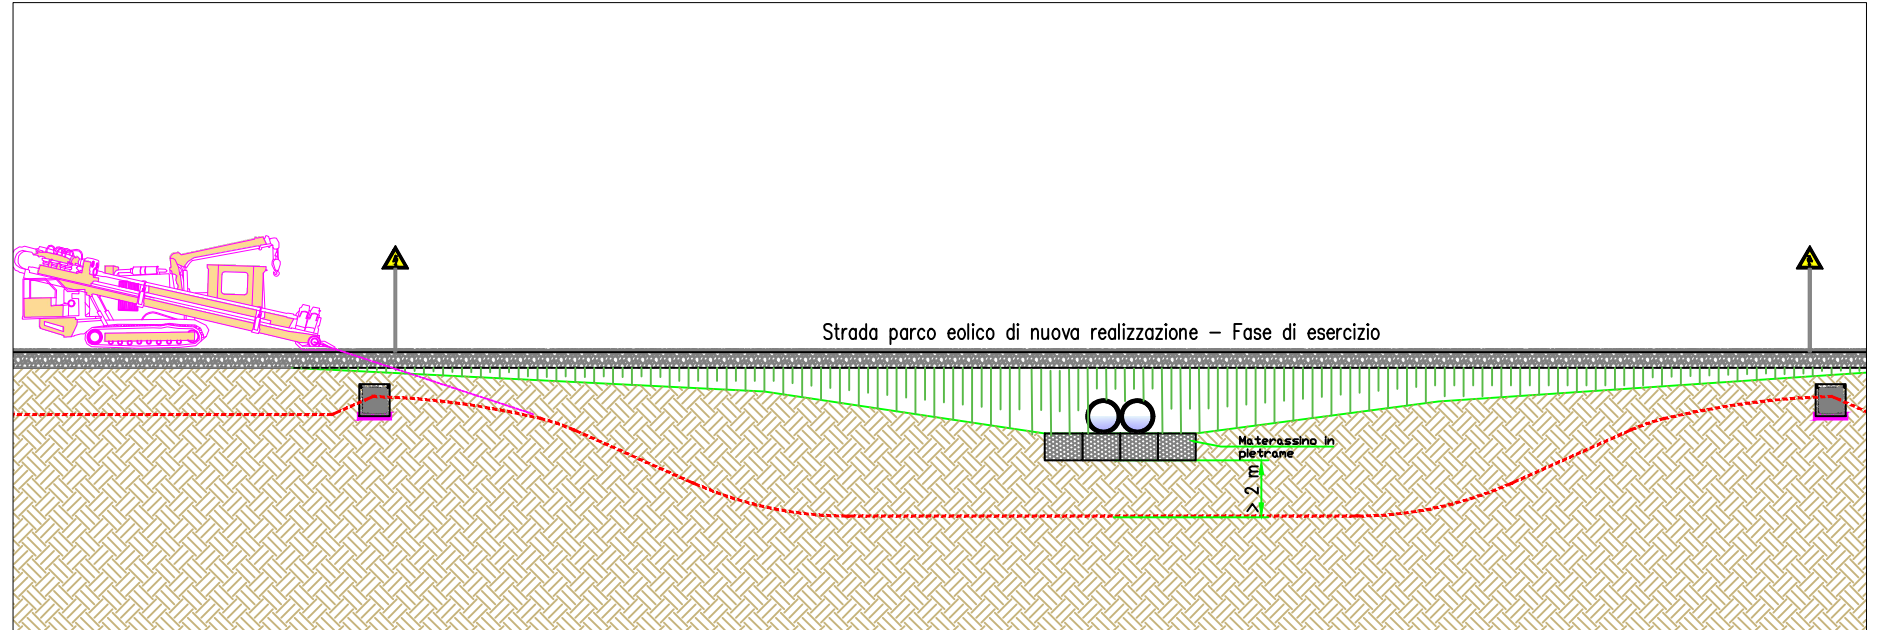 Strada parco eolico di nuova realizzazione – Fase di esercizio
Materassino in
pietrame
> 2 m